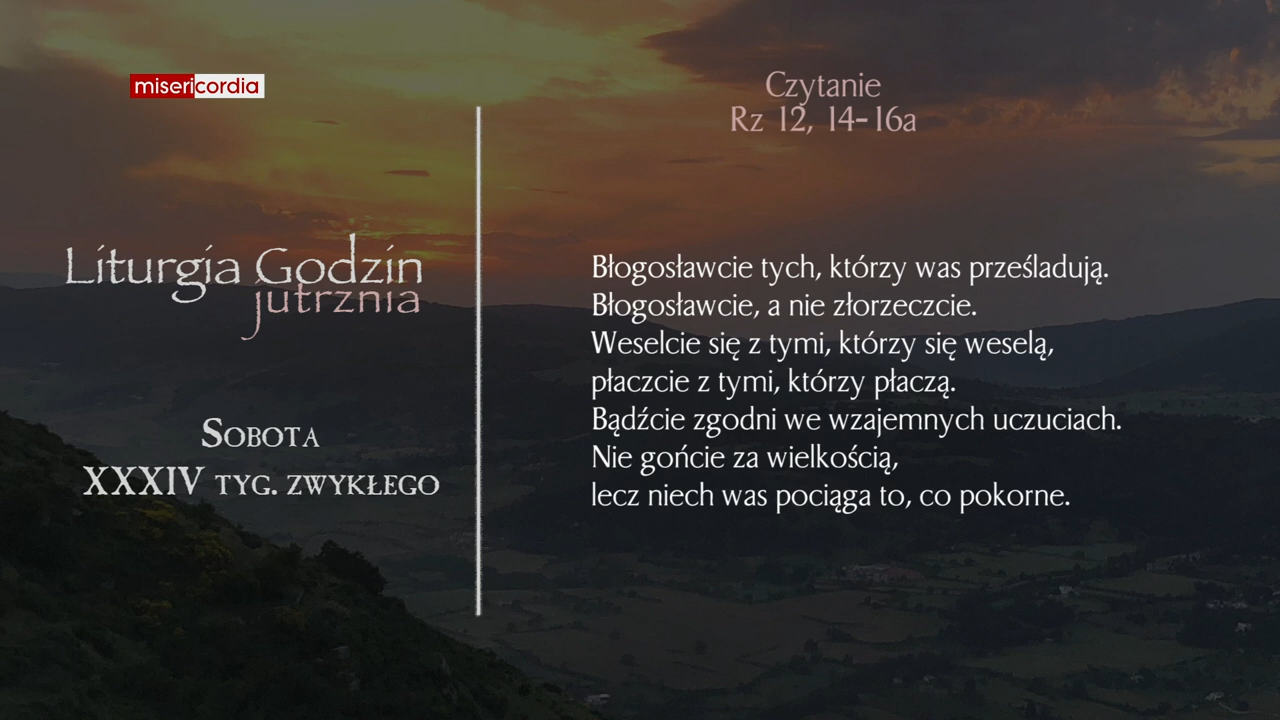 misericordia
Liturgia Godzin
jutrznia
Sobota
XXXIV tyg. zwykłego
Czytanie
Rz 12, 14-16a
Błogosławcie tych, którzy was prześladują.
Błogosławcie, a nie złorzeczcie.
Weselcie się z tymi, którzy się weselą,
płaczcie z tymi, którzy płaczą.
Bądźcie zgodni we wzajemnych uczuciach.
Nie gońcie za wielkością,
lecz niech was pociąga to, co pokorne.